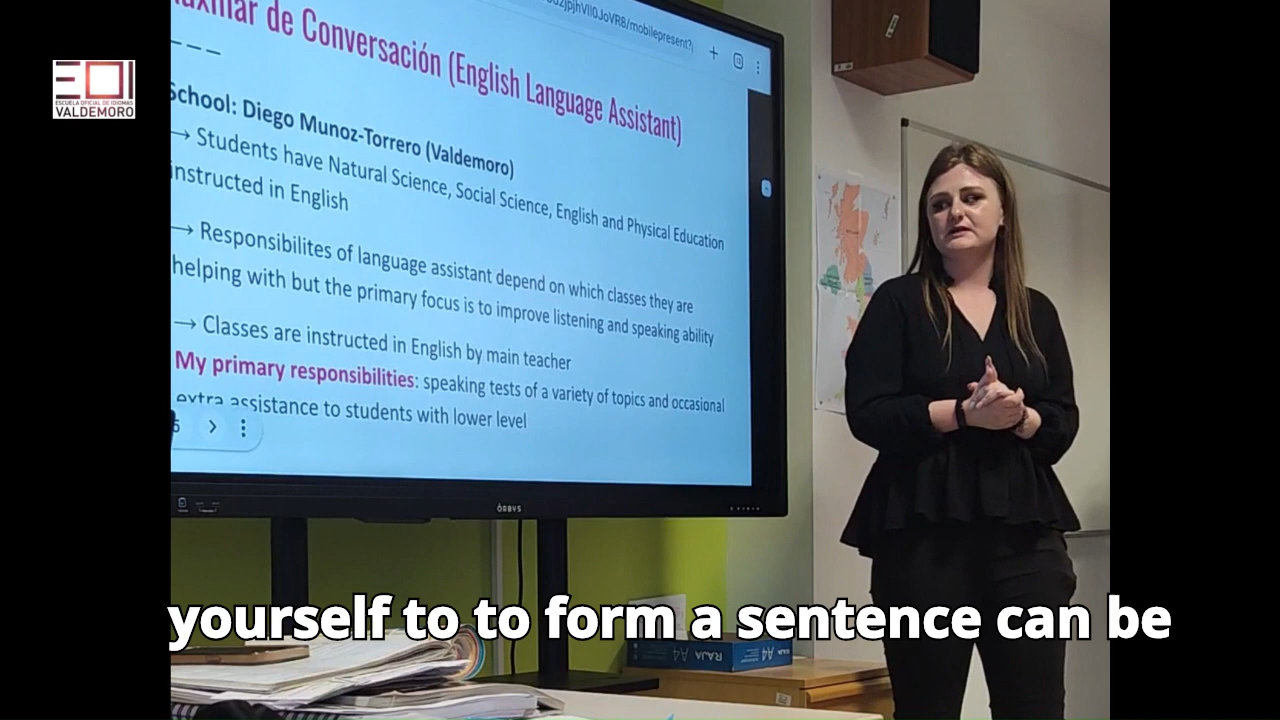 uxiliar de Conversación (English Language Assistant)
EOI
ESCUELA OFICIAL DE IDIOMAS
VALDEMORO
School: Diego Munoz-Torrero (Valdemoro)
→ Students have Natural Science, Social Science, English and Physical Education
instructed in English
→ Responsibilites of language assistant depend on which classes they are
helping with but the primary focus is to improve listening and speaking ability
→ Classes are instructed in English by main teacher
My primary responsibilities: speaking tests of a variety of topics and occasional
extra assistance to students with lower level
ÖRBYS
yourself to to form a sentence can be
A4 RAJA A4